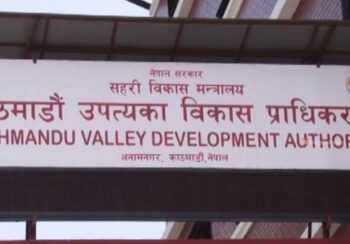 नेपाल सरकार
सहरी विकास मन्त्रालय
ठमाडौं उपत्यका विकास प्राधिकर
HMANDU VALLEY DEVELOPMENT AUTHOR
अनामनगर, काठमाडौं, नेपाल